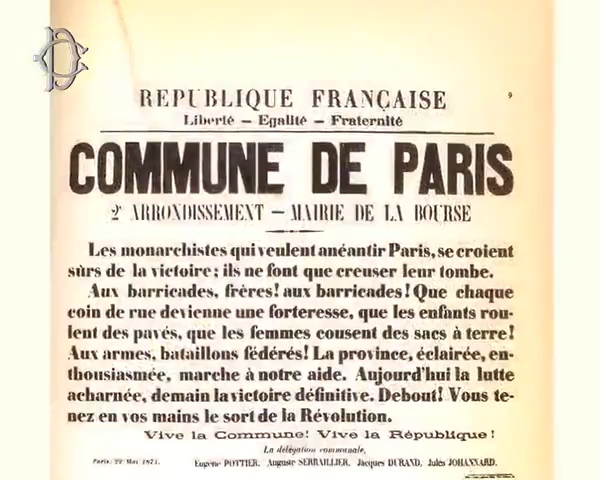 REPUBLIQUE FRANÇAISE
9
Liberté – Egalité – Fraternité
COMMUNE DE PARIS
2e ARRONDISSEMENT – MAIRIE DE LA BOURSE
Les monarchistes qui veulent anéantir Paris, se croient
sûrs de la victoire; ils ne font que creuser leur tombe.
Aux barricades, frères! aux barricades! Que chaque
coin de rue devienne une forteresse, que les enfants rou-
lent des pavés, que les femmes cousent des sacs à terre!
Aux armes, bataillons fédérés! La province, éclairée, en-
thousiasmée, marche à notre aide. Aujourd'hui la lutte
acharnée, demain la victoire définitive. Debout! Vous te-
nez en vos mains le sort de la Révolution.
Vive la Commune! Vive la République!
La délégation communale,
Paris, 22 Mai 1871.
Eugène POTTIER, Auguste SERRAILLIER, Jacques DURAND, Jules JOHANNARD.